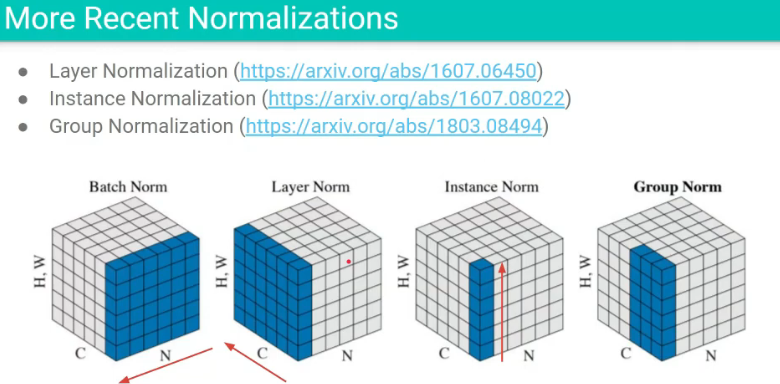 More Recent Normalizations
● Layer Normalization (https://arxiv.org/abs/1607.06450)
● Instance Normalization (https://arxiv.org/abs/1607.08022)
● Group Normalization (https://arxiv.org/abs/1803.08494)
Batch Norm Layer Norm Instance Norm Group Norm
H, W H, W H, W H, W
C N C N C N C N